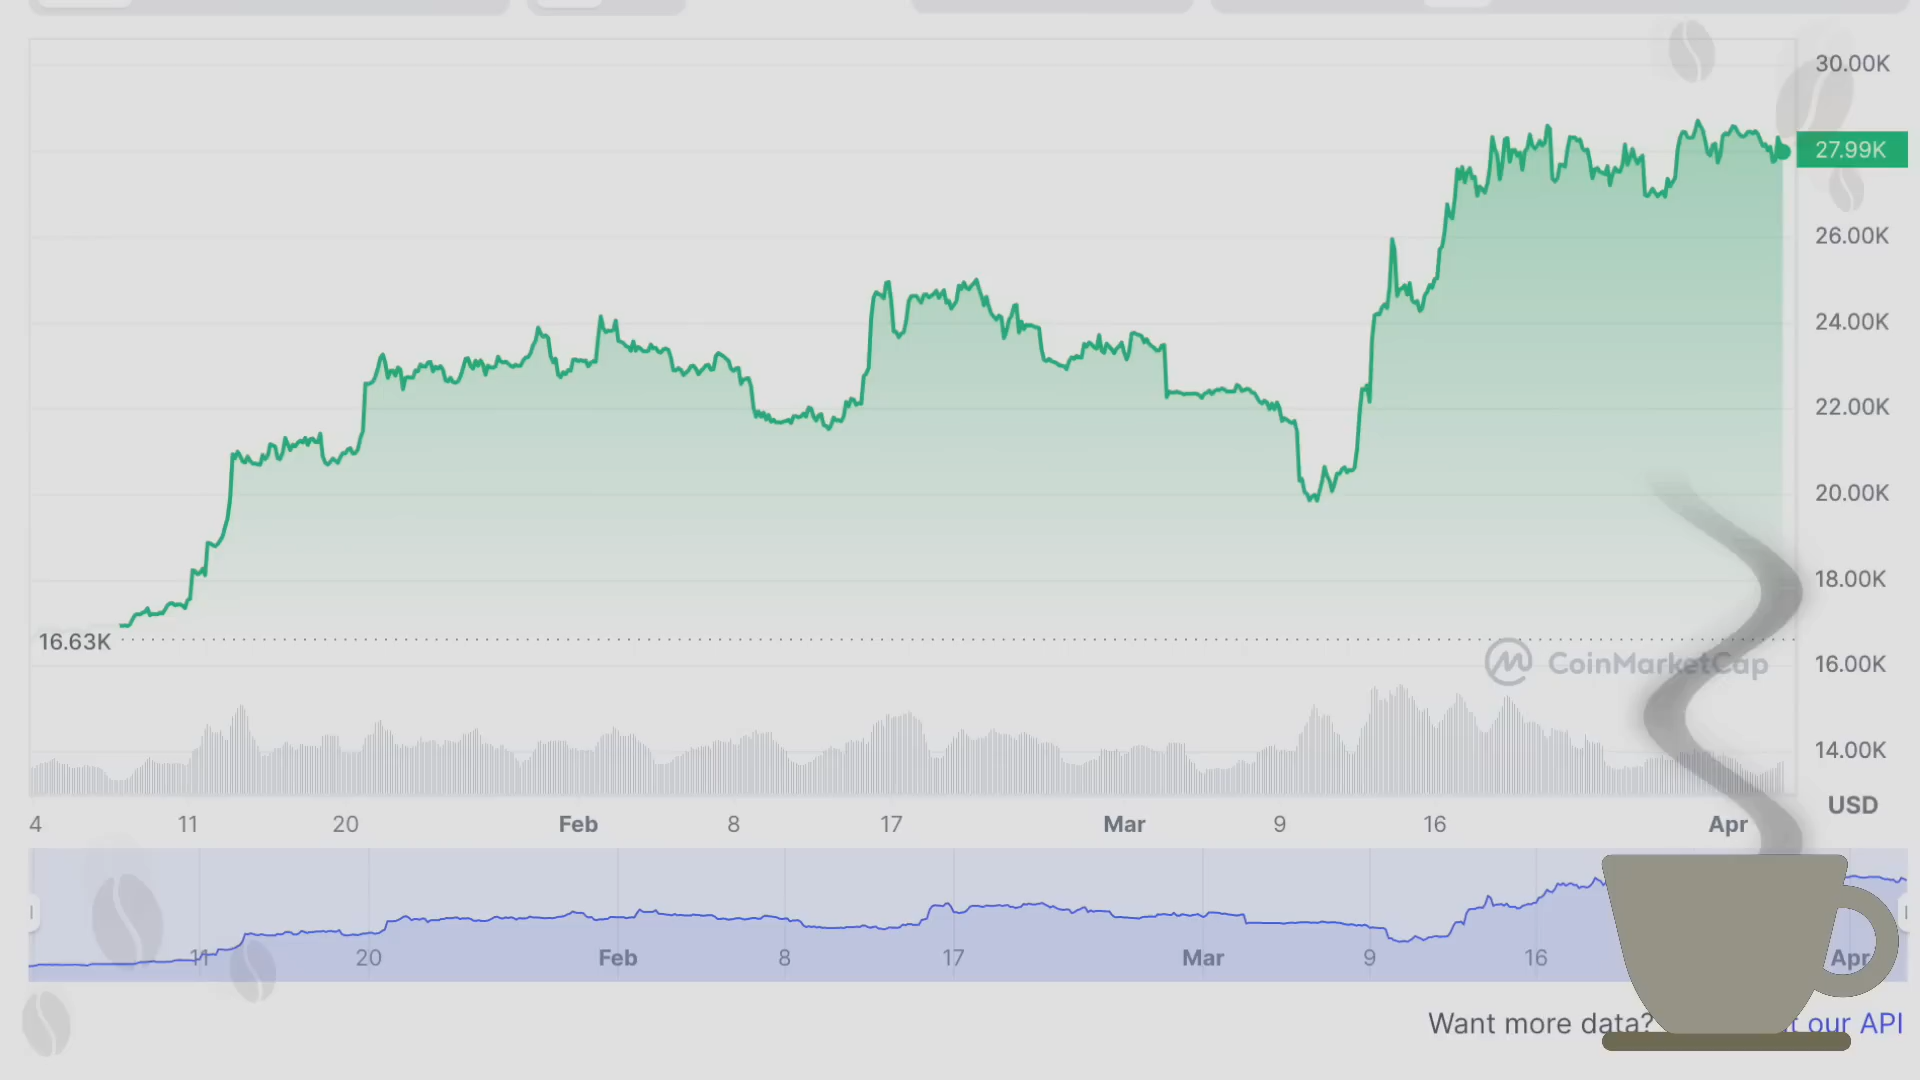 30.00K
27.99K
26.00K
24.00K
22.00K
20.00K
18.00K
16.63K
CoinMarketCap
16.00K
14.00K
USD
4 11 20 Feb 8 17 Mar 9 16 Apr
11 20 Feb 8 17 Mar 9 16 Apr
Want more data? our API